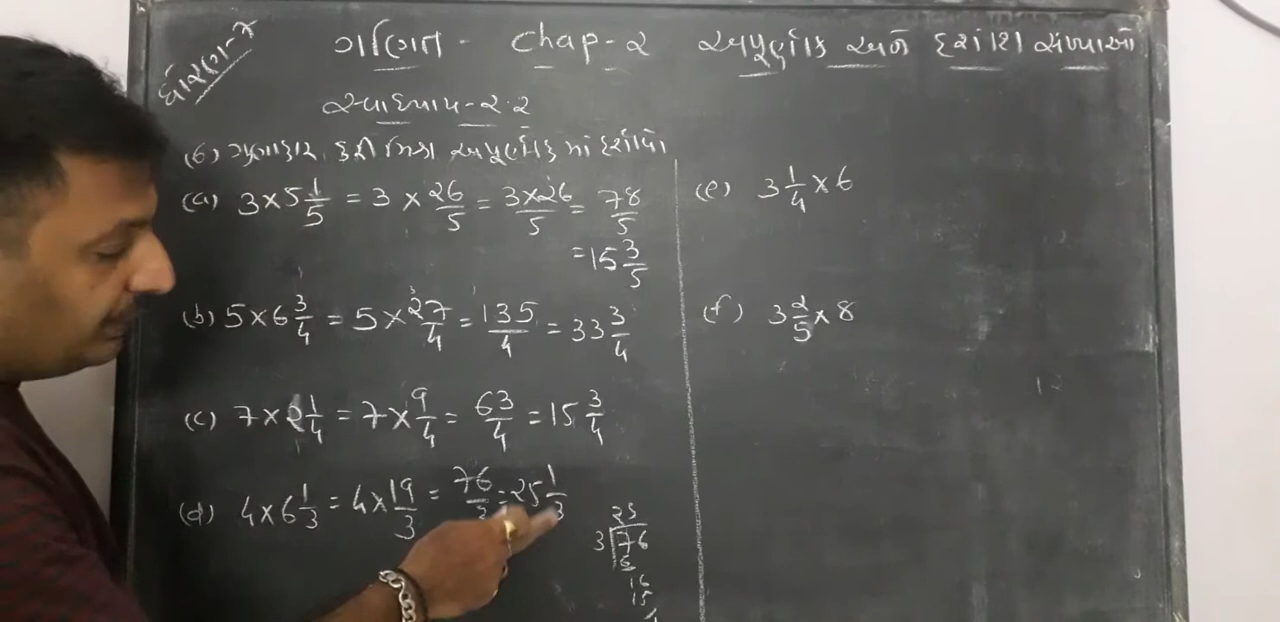 ધોરણ-૭
ગણિત - Chap-૨ અપૂર્ણાંક અને દશાંશ સંખ્યાઓ
સ્વાધ્યાય-૨.૨
(6) ગુણાકાર કરી મિશ્ર અપૂર્ણાંક માં દર્શાવો
(a) 3 × 5 1/5 = 3 × 26/5 = 3×26/5 = 78/5
= 15 3/5
(b) 5 × 6 3/4 = 5 × 27/4 = 135/4 = 33 3/4
(c) 7 × 2 1/4 = 7 × 9/4 = 63/4 = 15 3/4
(d) 4 × 6 1/3 = 4 × 19/3 = 76/3 = 25 1/3
25
3 76
6
16
15
1
(e) 3 1/4 × 6
(f) 3 2/5 × 8